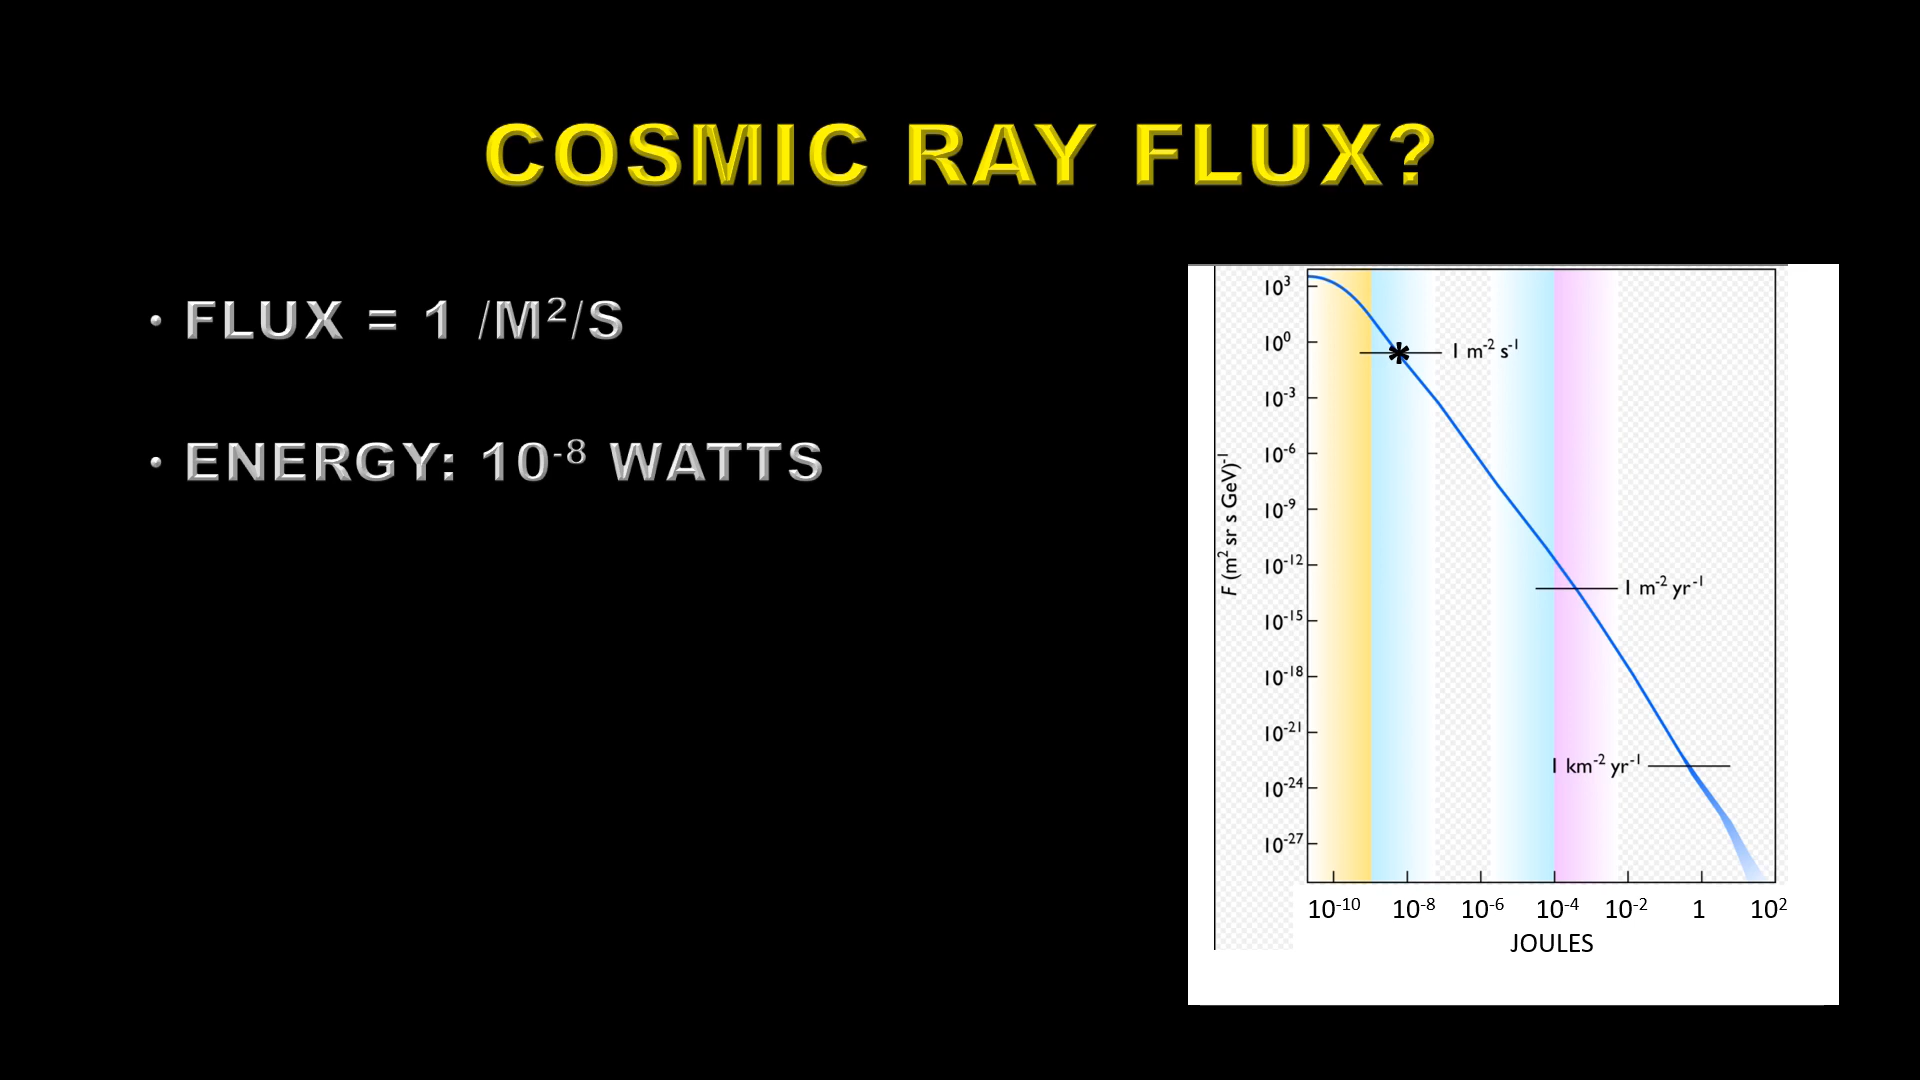 COSMIC RAY FLUX?
• FLUX = 1 /M²/S
• ENERGY: 10⁻⁸ WATTS
F (m² sr s GeV)⁻¹
10³
10⁰
10⁻³
10⁻⁶
10⁻⁹
10⁻¹²
10⁻¹⁵
10⁻¹⁸
10⁻²¹
10⁻²⁴
10⁻²⁷
1 m⁻² s⁻¹
1 m⁻² yr⁻¹
1 km⁻² yr⁻¹
10⁻¹⁰ 10⁻⁸ 10⁻⁶ 10⁻⁴ 10⁻² 1 10²
JOULES